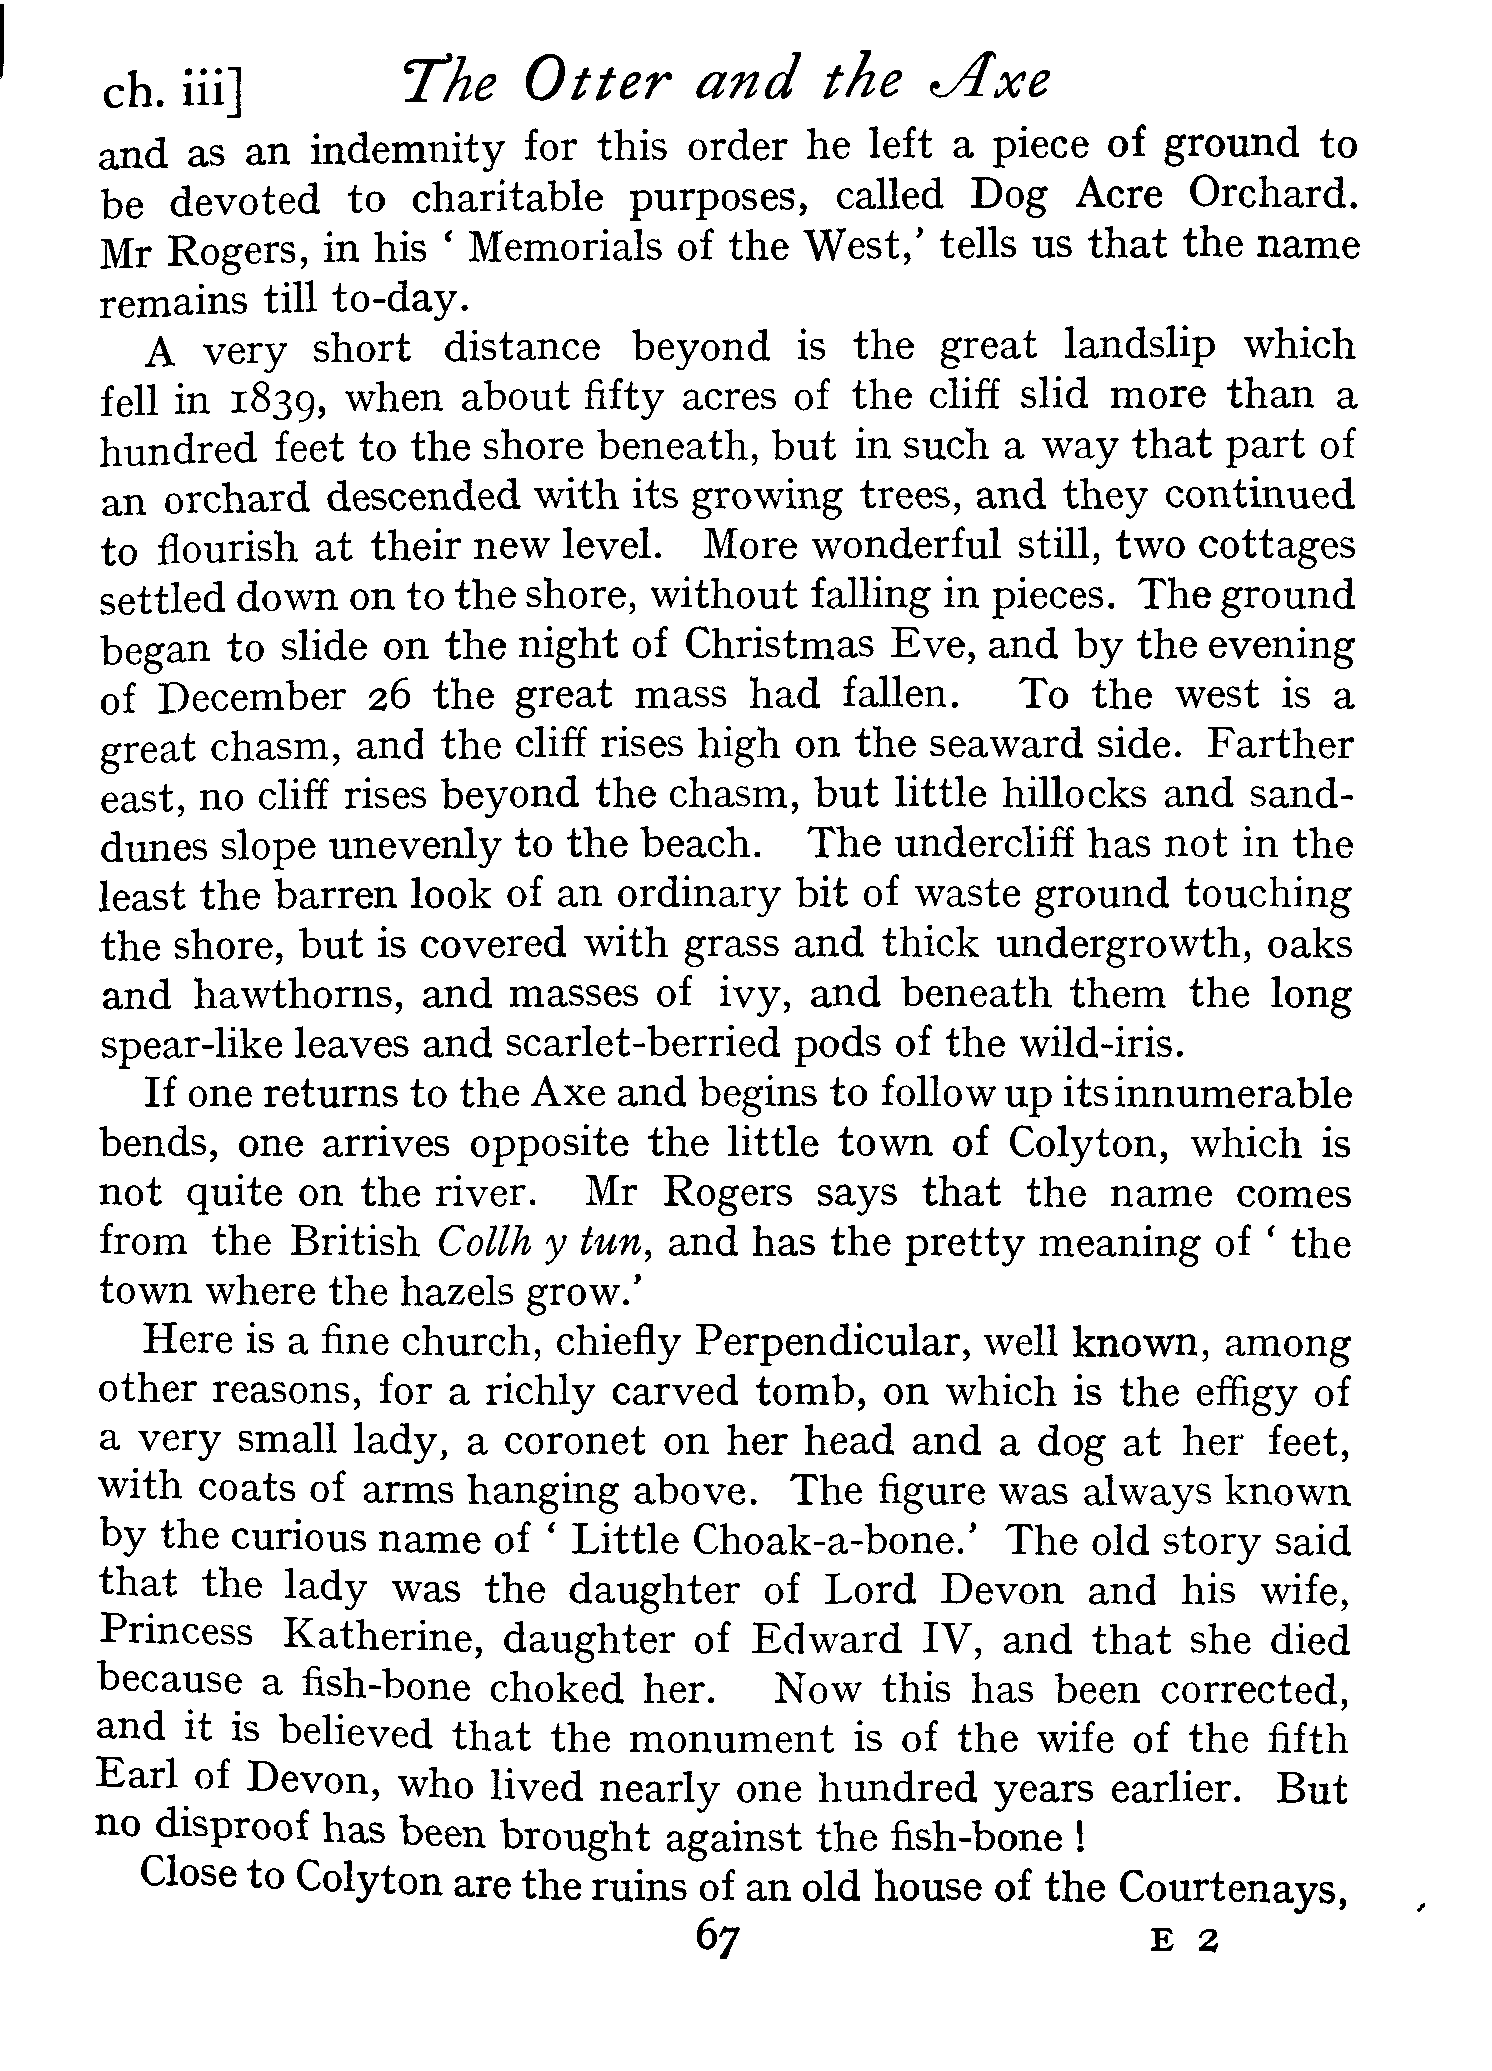 ch. iii] The Otter and the Axe
and as an indemnity for this order he left a piece of ground to
be devoted to charitable purposes, called Dog Acre Orchard.
Mr Rogers, in his ‘ Memorials of the West,’ tells us that the name
remains till to-day.
A very short distance beyond is the great landslip which
fell in 1839, when about fifty acres of the cliff slid more than a
hundred feet to the shore beneath, but in such a way that part of
an orchard descended with its growing trees, and they continued
to flourish at their new level. More wonderful still, two cottages
settled down on to the shore, without falling in pieces. The ground
began to slide on the night of Christmas Eve, and by the evening
of December 26 the great mass had fallen. To the west is a
great chasm, and the cliff rises high on the seaward side. Farther
east, no cliff rises beyond the chasm, but little hillocks and sand-
dunes slope unevenly to the beach. The undercliff has not in the
least the barren look of an ordinary bit of waste ground touching
the shore, but is covered with grass and thick undergrowth, oaks
and hawthorns, and masses of ivy, and beneath them the long
spear-like leaves and scarlet-berried pods of the wild-iris.
If one returns to the Axe and begins to follow up its innumerable
bends, one arrives opposite the little town of Colyton, which is
not quite on the river. Mr Rogers says that the name comes
from the British Collh y tun, and has the pretty meaning of ‘ the
town where the hazels grow.’
Here is a fine church, chiefly Perpendicular, well known, among
other reasons, for a richly carved tomb, on which is the effigy of
a very small lady, a coronet on her head and a dog at her feet,
with coats of arms hanging above. The figure was always known
by the curious name of ‘ Little Choak-a-bone.’ The old story said
that the lady was the daughter of Lord Devon and his wife,
Princess Katherine, daughter of Edward IV, and that she died
because a fish-bone choked her. Now this has been corrected,
and it is believed that the monument is of the wife of the fifth
Earl of Devon, who lived nearly one hundred years earlier. But
no disproof has been brought against the fish-bone !
Close to Colyton are the ruins of an old house of the Courtenays,
67 E 2